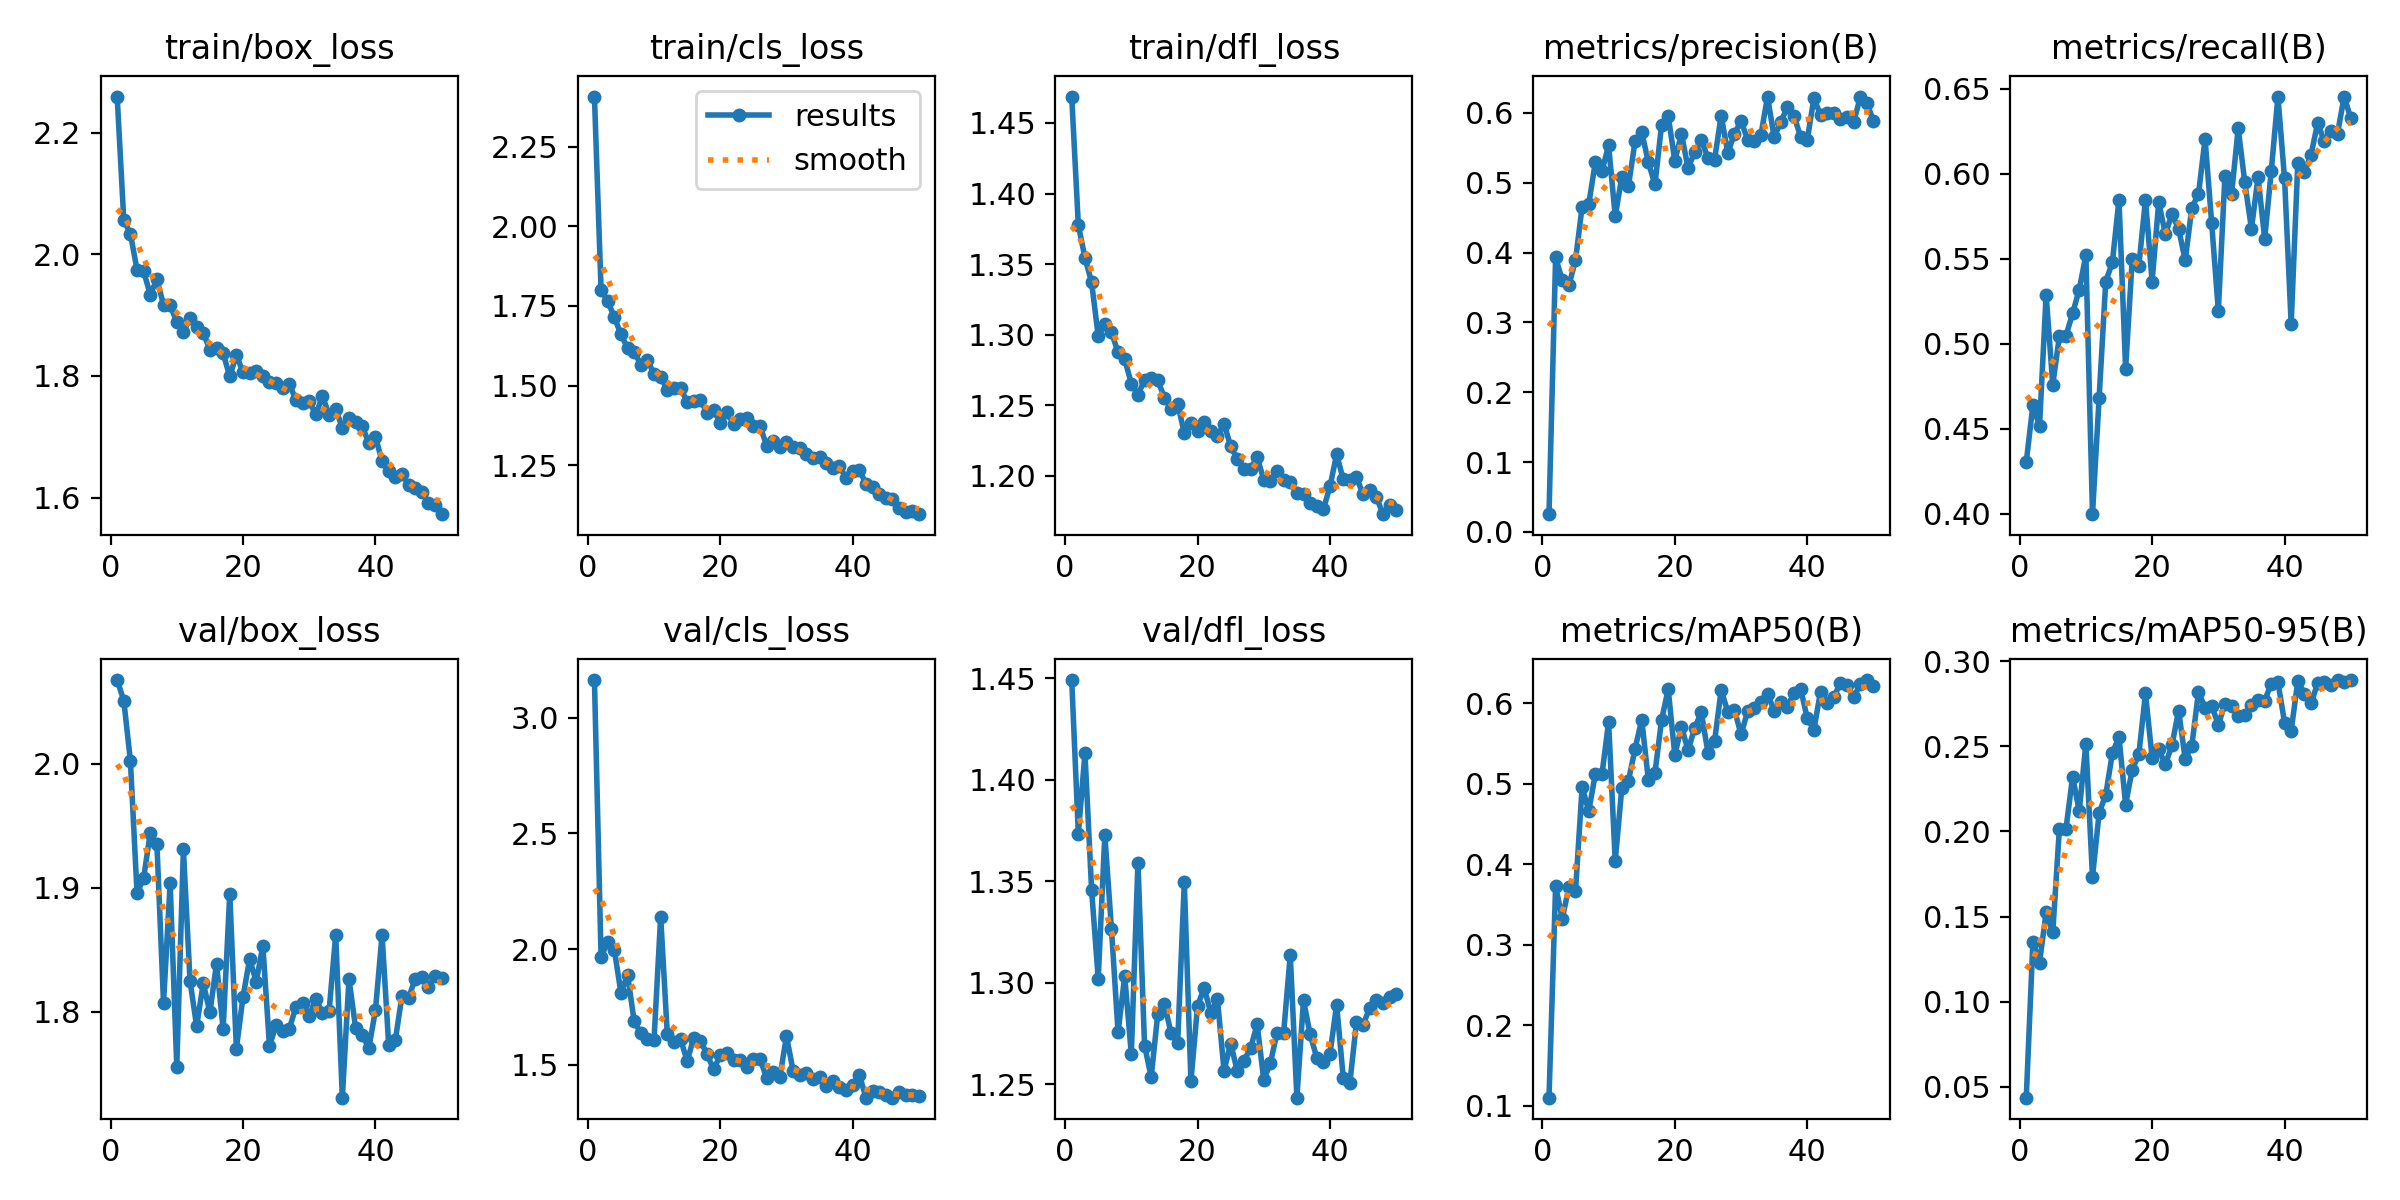 train/box_loss
2.2
2.0
1.8
1.6
0 20 40
train/cls_loss
results
smooth
2.25
2.00
1.75
1.50
1.25
0 20 40
train/dfl_loss
1.45
1.40
1.35
1.30
1.25
1.20
0 20 40
metrics/precision(B)
0.6
0.5
0.4
0.3
0.2
0.1
0.0
0 20 40
metrics/recall(B)
0.65
0.60
0.55
0.50
0.45
0.40
0 20 40
val/box_loss
2.0
1.9
1.8
0 20 40
val/cls_loss
3.0
2.5
2.0
1.5
0 20 40
val/dfl_loss
1.45
1.40
1.35
1.30
1.25
0 20 40
metrics/mAP50(B)
0.6
0.5
0.4
0.3
0.2
0.1
0 20 40
metrics/mAP50-95(B)
0.30
0.25
0.20
0.15
0.10
0.05
0 20 40